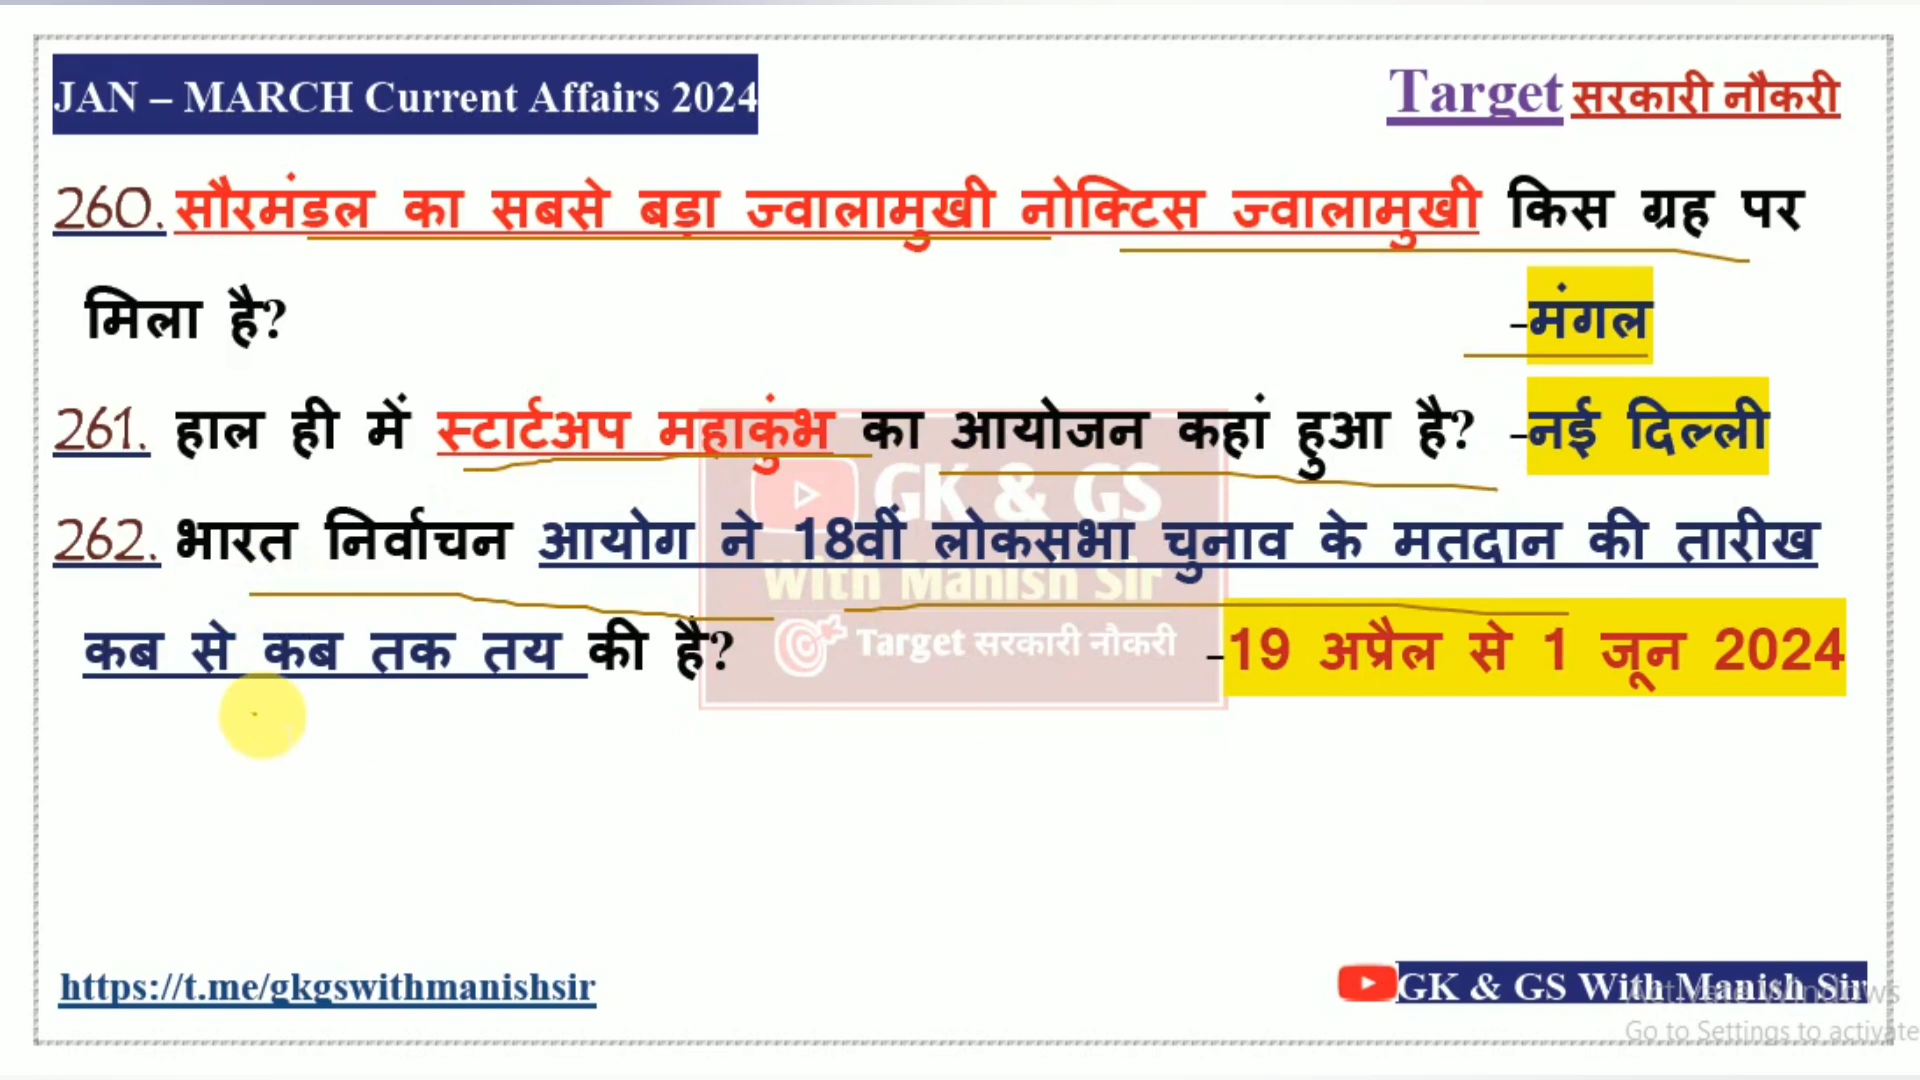 JAN – MARCH Current Affairs 2024
Target सरकारी नौकरी
260. सौरमंडल का सबसे बड़ा ज्वालामुखी नोक्टिस ज्वालामुखी किस ग्रह पर
मिला है? -मंगल
261. हाल ही में स्टार्टअप महाकुंभ का आयोजन कहां हुआ है? -नई दिल्ली
GK & GS
262. भारत निर्वाचन आयोग ने 18वीं लोकसभा चुनाव के मतदान की तारीख
With Manish Sir
कब से कब तक तय की है? -19 अप्रैल से 1 जून 2024
Target सरकारी नौकरी
https://t.me/gkgswithmanishsir
GK & GS With Manish Sir
Activate Windows
Go to Settings to activate